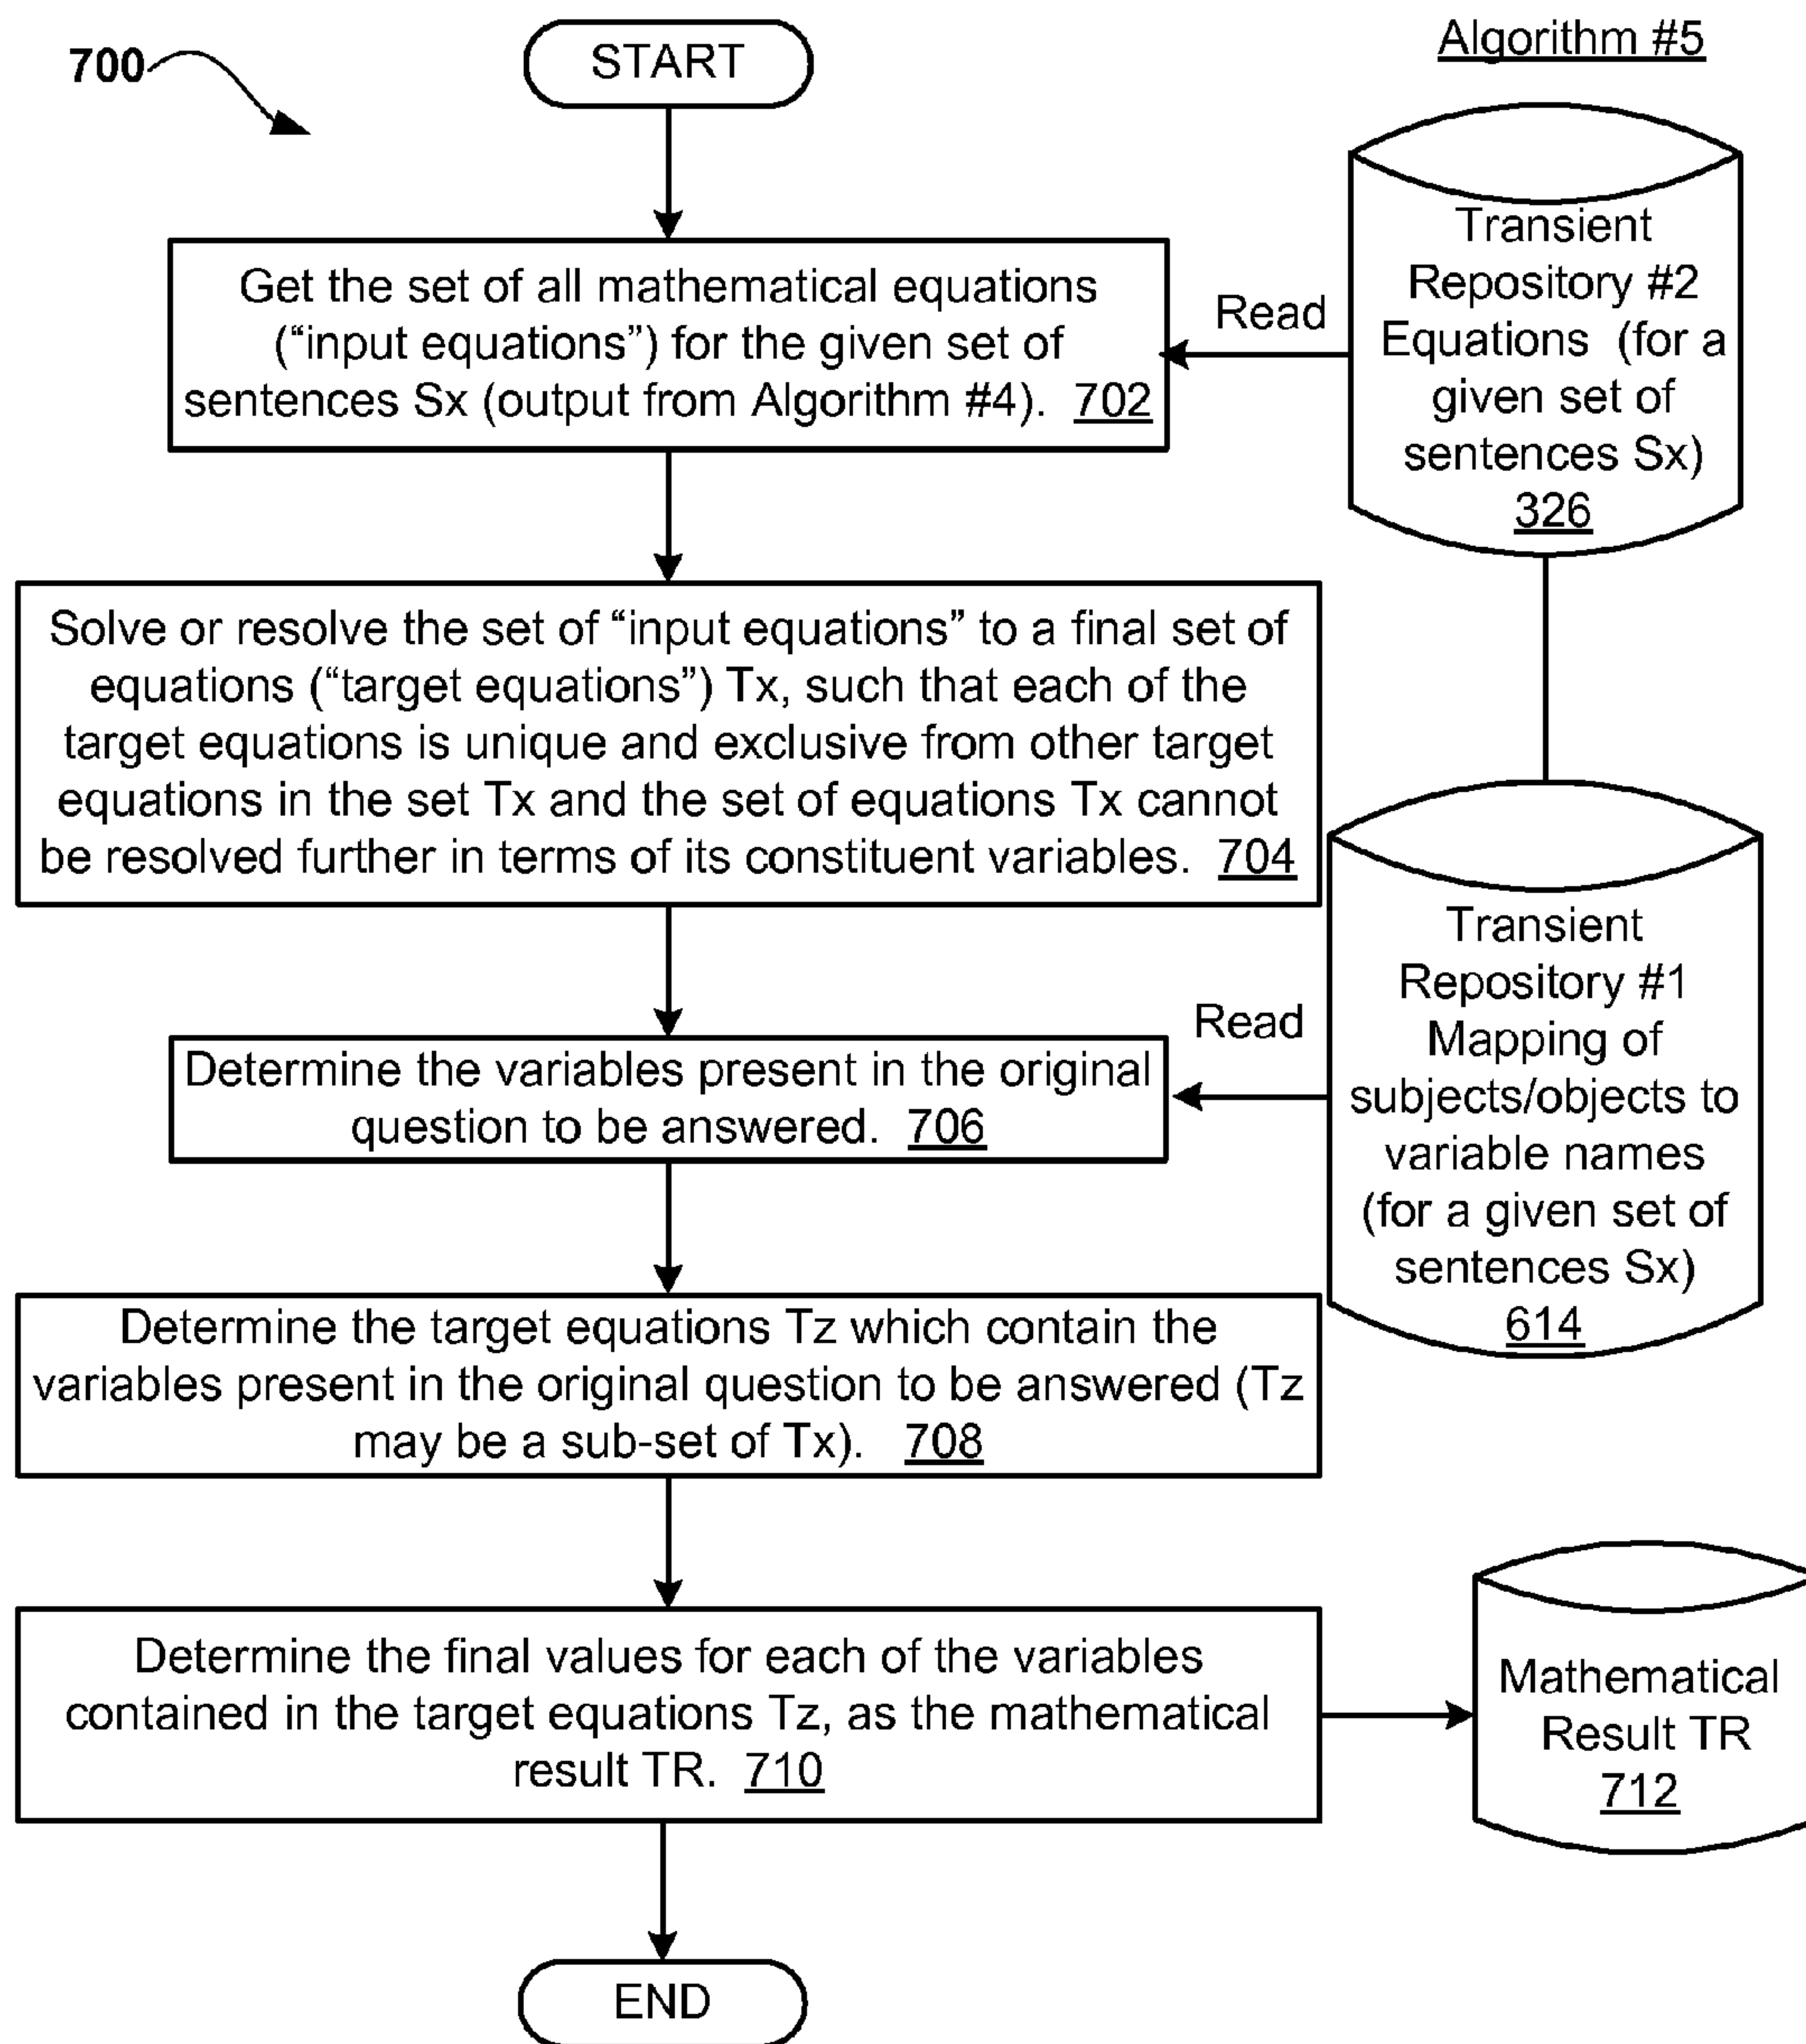 700
START
Algorithm #5
Get the set of all mathematical equations
(“input equations”) for the given set of
sentences Sx (output from Algorithm #4). 702
Read
Transient
Repository #2
Equations (for a
given set of
sentences Sx)
326
Solve or resolve the set of “input equations” to a final set of
equations (“target equations”) Tx, such that each of the
target equations is unique and exclusive from other target
equations in the set Tx and the set of equations Tx cannot
be resolved further in terms of its constituent variables. 704
Determine the variables present in the original
question to be answered. 706
Read
Transient
Repository #1
Mapping of
subjects/objects to
variable names
(for a given set of
sentences Sx)
614
Determine the target equations Tz which contain the
variables present in the original question to be answered (Tz
may be a sub-set of Tx). 708
Determine the final values for each of the variables
contained in the target equations Tz, as the mathematical
result TR. 710
Mathematical
Result TR
712
END